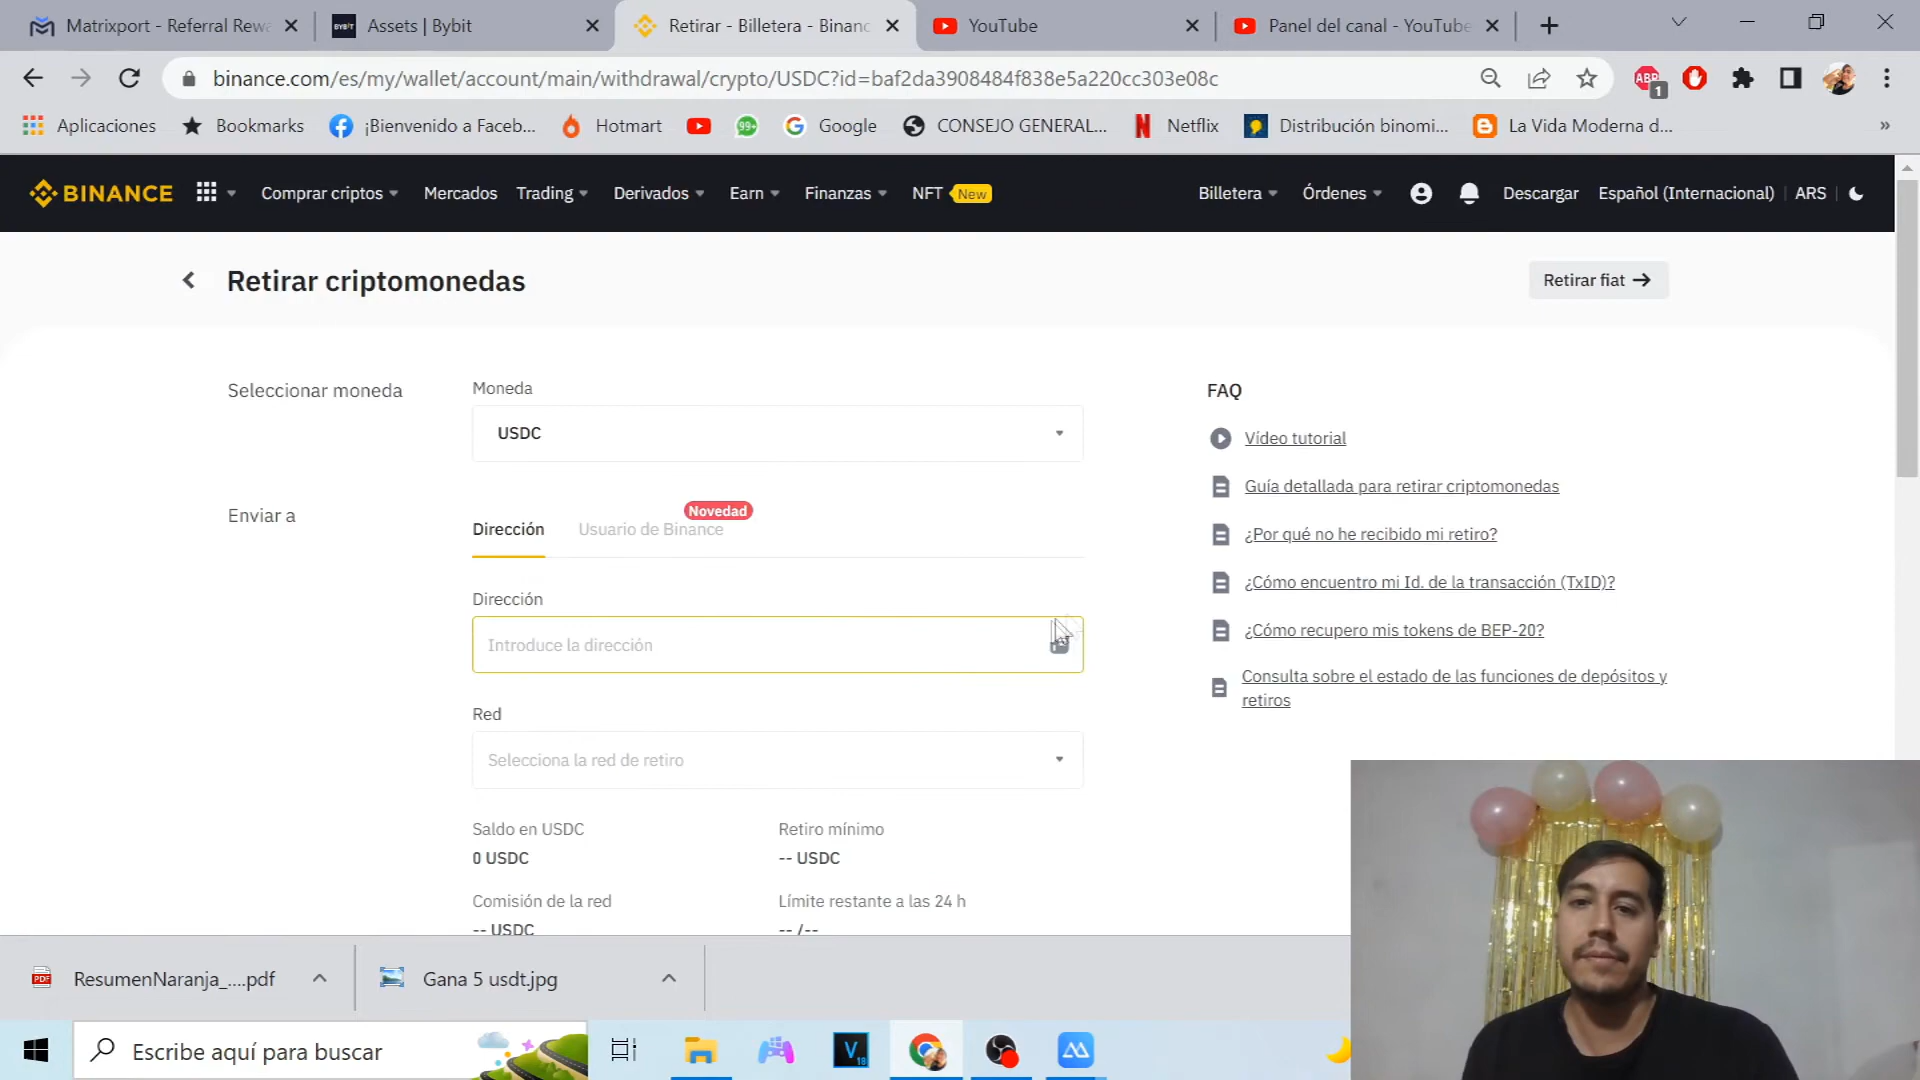 Matrixport - Referral Rewa
Assets | Bybit
Retirar - Billetera - Binanc
YouTube
Panel del canal - YouTube
binance.com/es/my/wallet/account/main/withdrawal/crypto/USDC?id=baf2da3908484f838e5a220cc303e08c
ABP
1
Aplicaciones
Bookmarks
¡Bienvenido a Faceb...
Hotmart
99+
Google
CONSEJO GENERAL...
Netflix
Distribución binomi...
La Vida Moderna d...
»
BINANCE
Comprar criptos
Mercados
Trading
Derivados
Earn
Finanzas
NFT New
Billetera
Órdenes
Descargar
Español (Internacional)
ARS
Retirar criptomonedas
Retirar fiat
Seleccionar moneda
Moneda
USDC
Enviar a
Dirección
Usuario de Binance
Novedad
Dirección
Introduce la dirección
Red
Selecciona la red de retiro
Saldo en USDC
0 USDC
Retiro mínimo
-- USDC
Comisión de la red
-- USDC
Límite restante a las 24 h
-- /--
FAQ
Vídeo tutorial
Guía detallada para retirar criptomonedas
¿Por qué no he recibido mi retiro?
¿Cómo encuentro mi Id. de la transacción (TxID)?
¿Cómo recupero mis tokens de BEP-20?
Consulta sobre el estado de las funciones de depósitos y
retiros
PDF
ResumenNaranja_....pdf
Gana 5 usdt.jpg
Escribe aquí para buscar
V
18